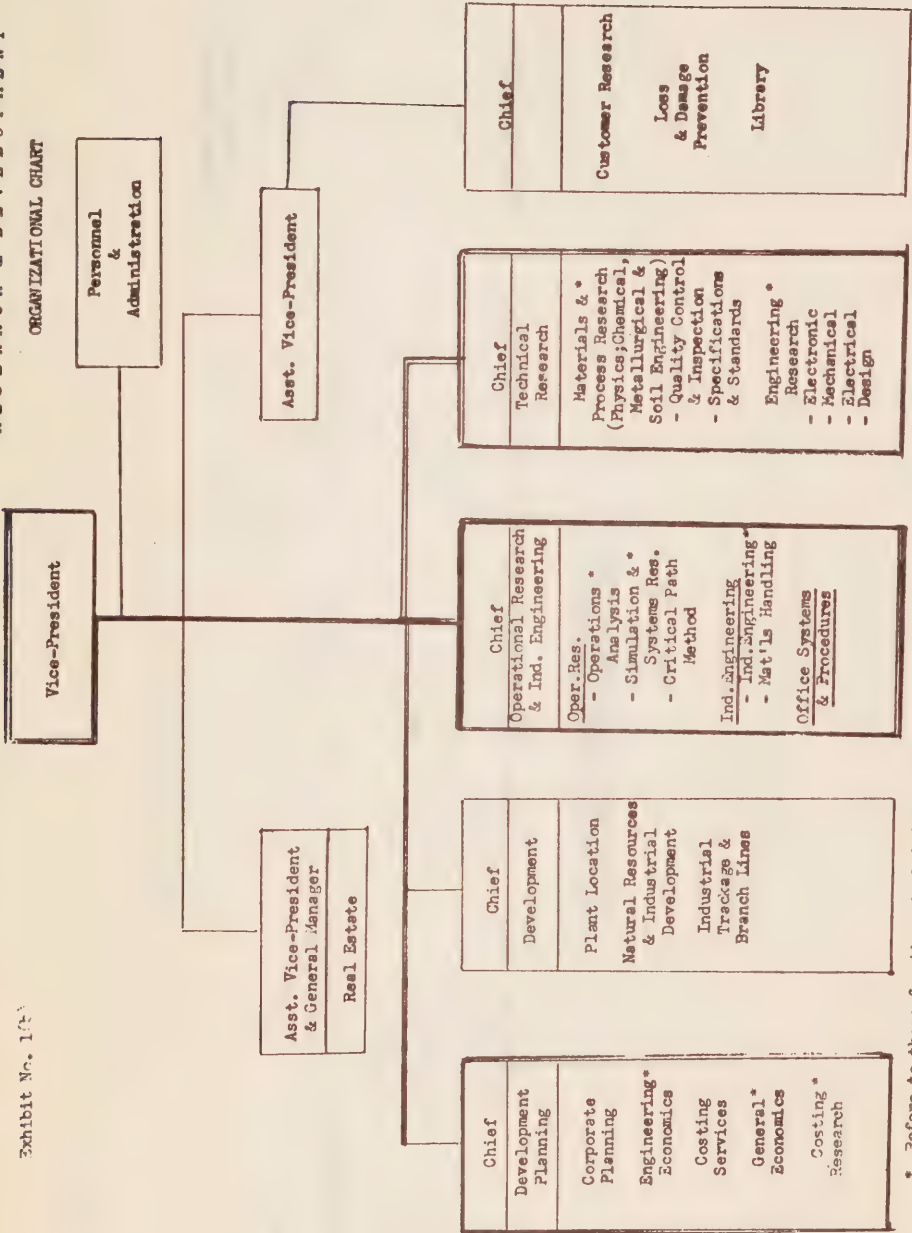 Exhibit No.
ORGANIZATIONAL CHART
Vice-President
Personnel
&
Administration
Asst. Vice-President
& General Manager
Real Estate
Asst. Vice-President
Chief
Development
Planning
Corporate
Planning
Engineering*
Economics
Costing
Services
General*
Economics
Costing*
Research
Chief
Development
Plant Location
Natural Resources
& Industrial
Development
Industrial
Trackage &
Branch Lines
Chief
Operational Research
& Ind. Engineering
Oper.Res.
- Operations *
Analysis
- Simulation & *
Systems Res.
- Critical Path
Method
Ind.Engineering
- Ind.Engineering*
- Mat'ls Handling
Office Systems
& Procedures
Chief
Technical
Research
Materials & *
Process Research
(Physics;Chemical,
Metallurgical &
Soil Engineering)
- Quality Control
& Inspection
- Specifications
& Standards
Engineering *
Research
- Electronic
- Mechanical
- Electrical
- Design
Chief
Customer Research
Loss
& Damage
Prevention
Library
* Refers to